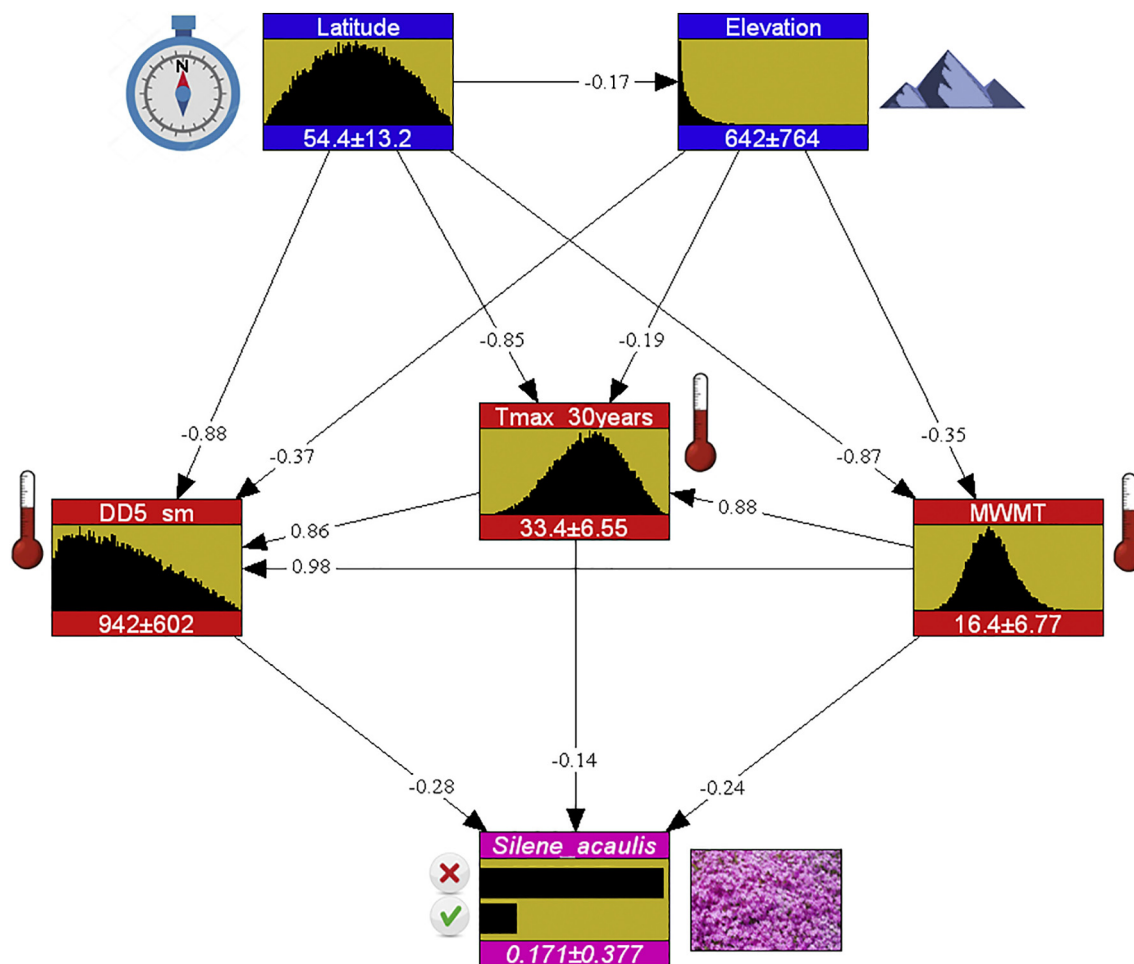 Latitude
Elevation
N
-0.17
54.4±13.2
642±764
-0.85
-0.19
-0.88
-0.37
-0.87
-0.35
Tmax_30years
DD5_sm
MWMT
0.86
33.4±6.55
0.88
0.98
942±602
16.4±6.77
-0.28
-0.14
-0.24
Silene_acaulis
0.171±0.377